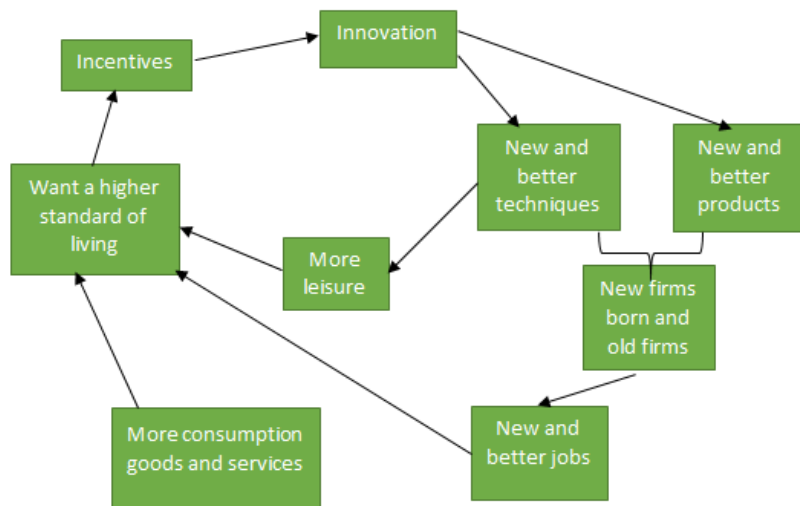 Innovation
Incentives
New and
better
techniques
New and
better
products
Want a higher
standard of
living
More
leisure
New firms
born and
old firms
More consumption
goods and services
New and
better jobs